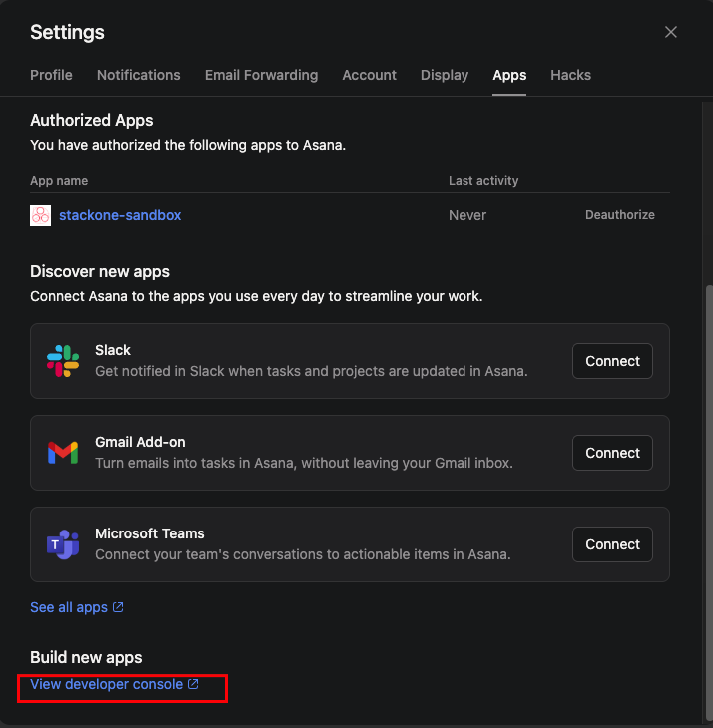 Settings
Profile Notifications Email Forwarding Account Display Apps Hacks
Authorized Apps
You have authorized the following apps to Asana.
App name Last activity
stackone-sandbox Never Deauthorize
Discover new apps
Connect Asana to the apps you use every day to streamline your work.
Slack
Get notified in Slack when tasks and projects are updated in Asana.
Connect
Gmail Add-on
Turn emails into tasks in Asana, without leaving your Gmail inbox.
Connect
Microsoft Teams
Connect your team's conversations to actionable items in Asana.
Connect
See all apps
Build new apps
View developer console